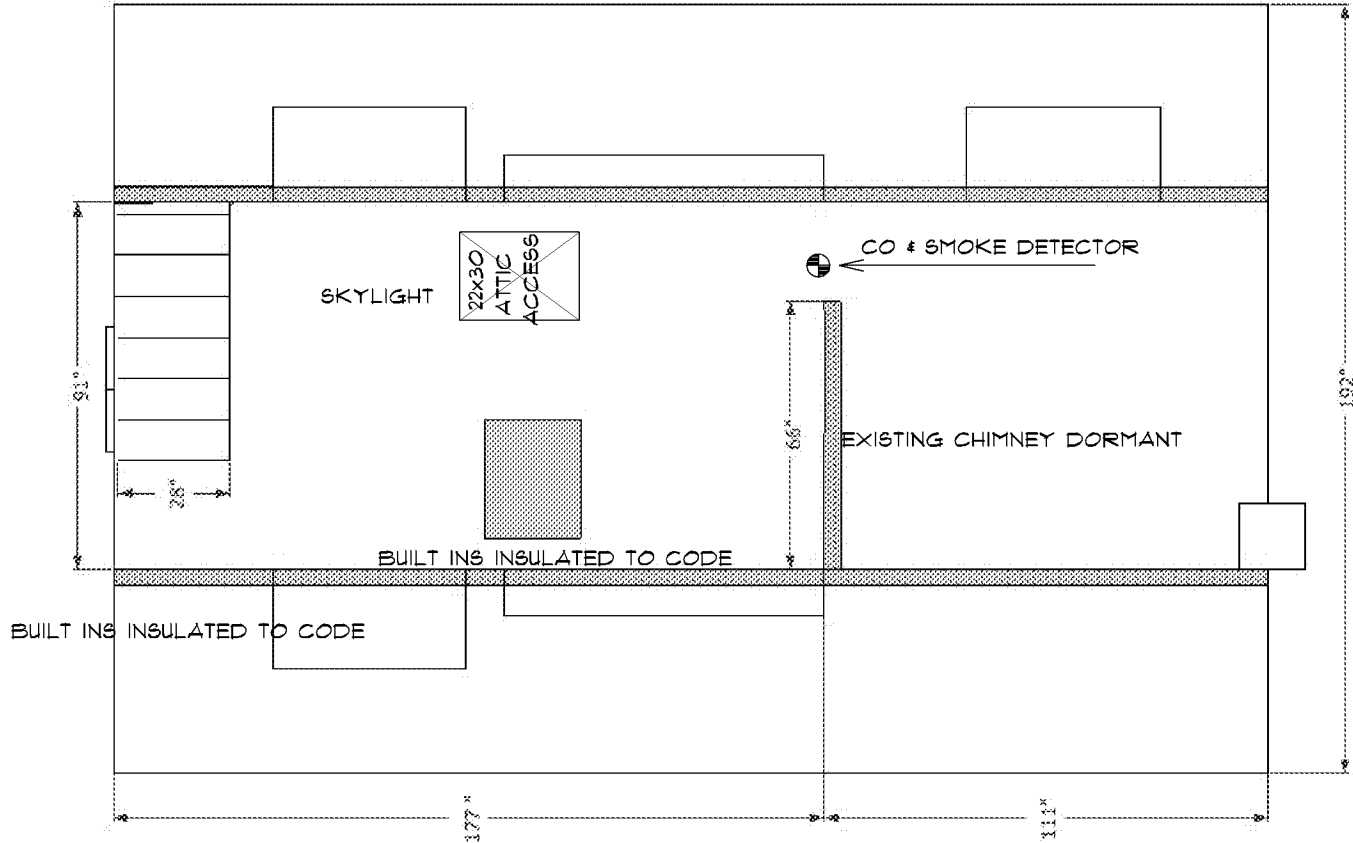 CO & SMOKE DETECTOR
22x30
ATTIC
ACCESS
SKYLIGHT
91"
192"
66"
EXISTING CHIMNEY DORMANT
28"
BUILT INS INSULATED TO CODE
BUILT INS INSULATED TO CODE
177"
111"